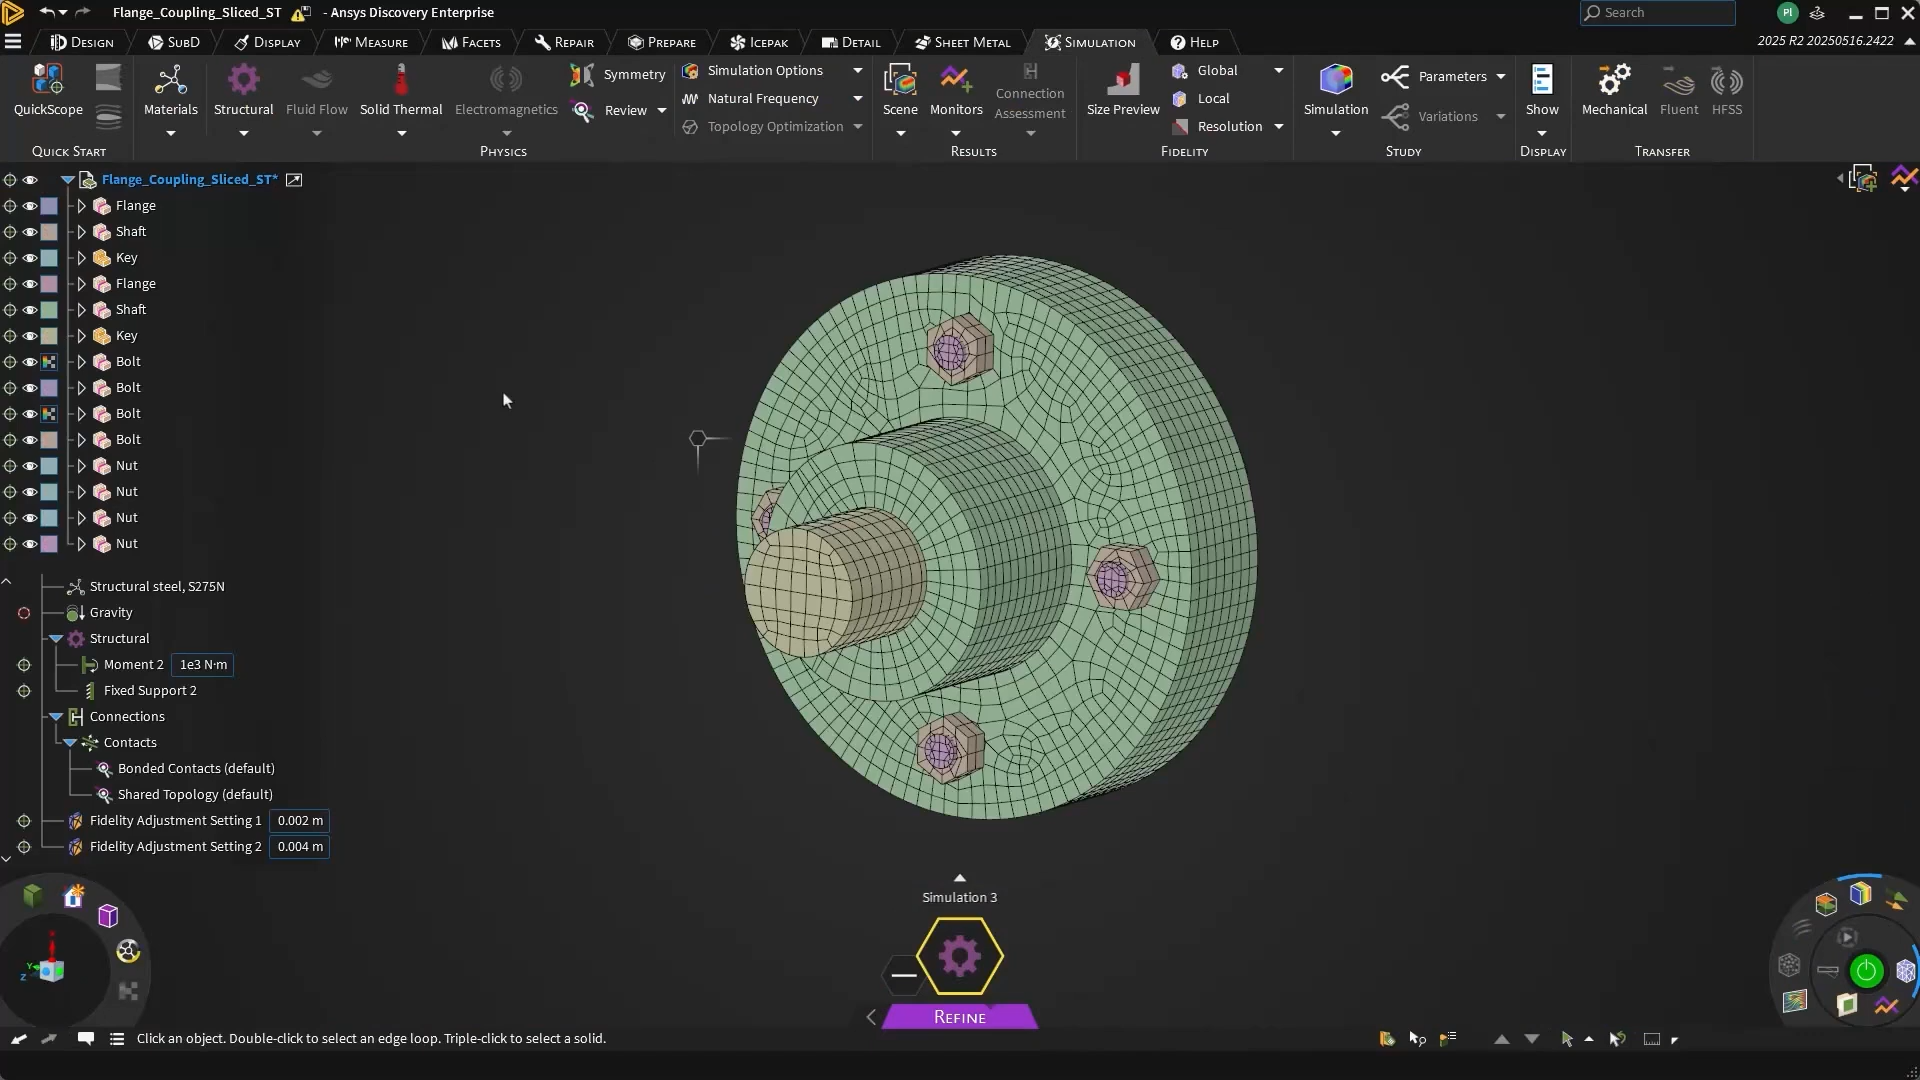 Flange_Coupling_Sliced_ST - Ansys Discovery Enterprise
Search
Pl
Design SubD Display Measure Facets Repair Prepare Icepak Detail Sheet Metal Simulation Help
2025 R2 20250516.2422
QuickScope
Materials
Structural
Fluid Flow
Solid Thermal
Electromagnetics
Symmetry
Review
Simulation Options
Natural Frequency
Topology Optimization
Scene
Monitors
Connection
Assessment
Size Preview
Global
Local
Resolution
Simulation
Parameters
Variations
Show
Mechanical
Fluent
HFSS
Quick Start
Physics
Results
Fidelity
Study
Display
Transfer
Flange_Coupling_Sliced_ST*
Flange
Shaft
Key
Flange
Shaft
Key
Bolt
Bolt
Bolt
Bolt
Nut
Nut
Nut
Nut
Structural steel, S275N
Gravity
Structural
Moment 2 1e3 N·m
Fixed Support 2
Connections
Contacts
Bonded Contacts (default)
Shared Topology (default)
Fidelity Adjustment Setting 1 0.002 m
Fidelity Adjustment Setting 2 0.004 m
X
Y
Z
Simulation 3
Refine
Click an object. Double-click to select an edge loop. Triple-click to select a solid.